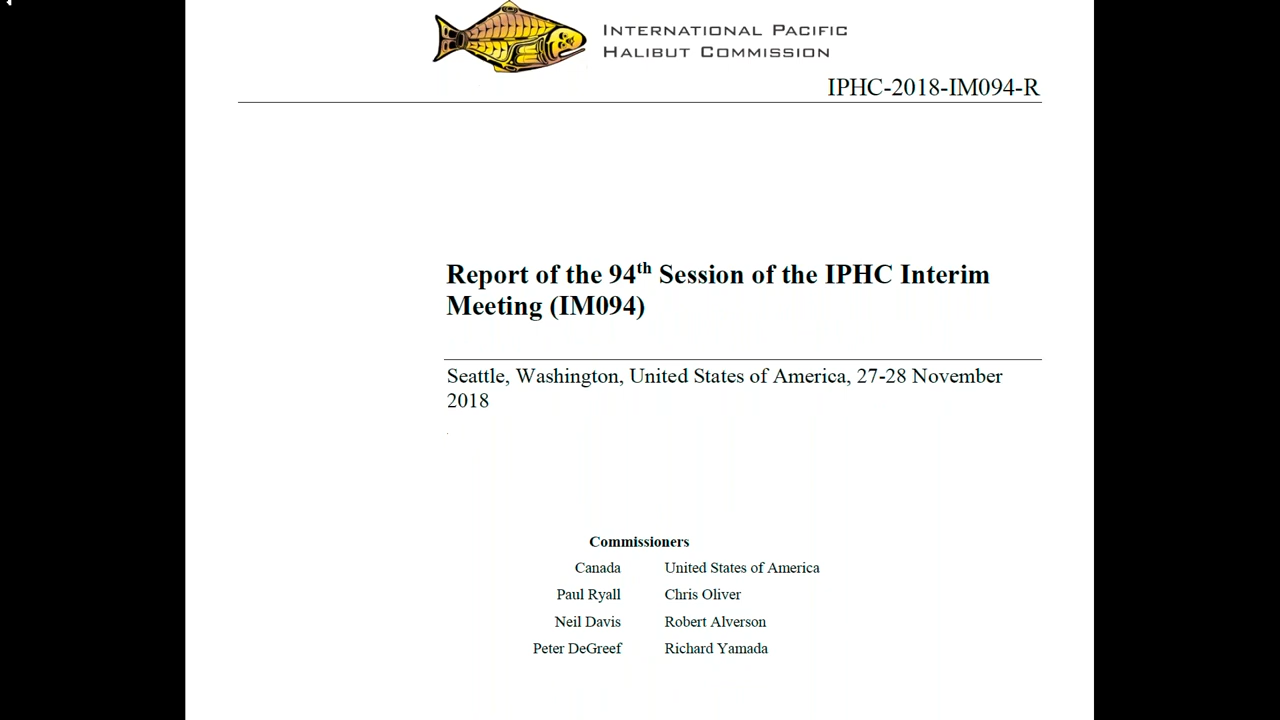 INTERNATIONAL PACIFIC
HALIBUT COMMISSION
IPHC-2018-IM094-R
Report of the 94th Session of the IPHC Interim
Meeting (IM094)
Seattle, Washington, United States of America, 27-28 November
2018
Commissioners
Canada United States of America
Paul Ryall Chris Oliver
Neil Davis Robert Alverson
Peter DeGreef Richard Yamada